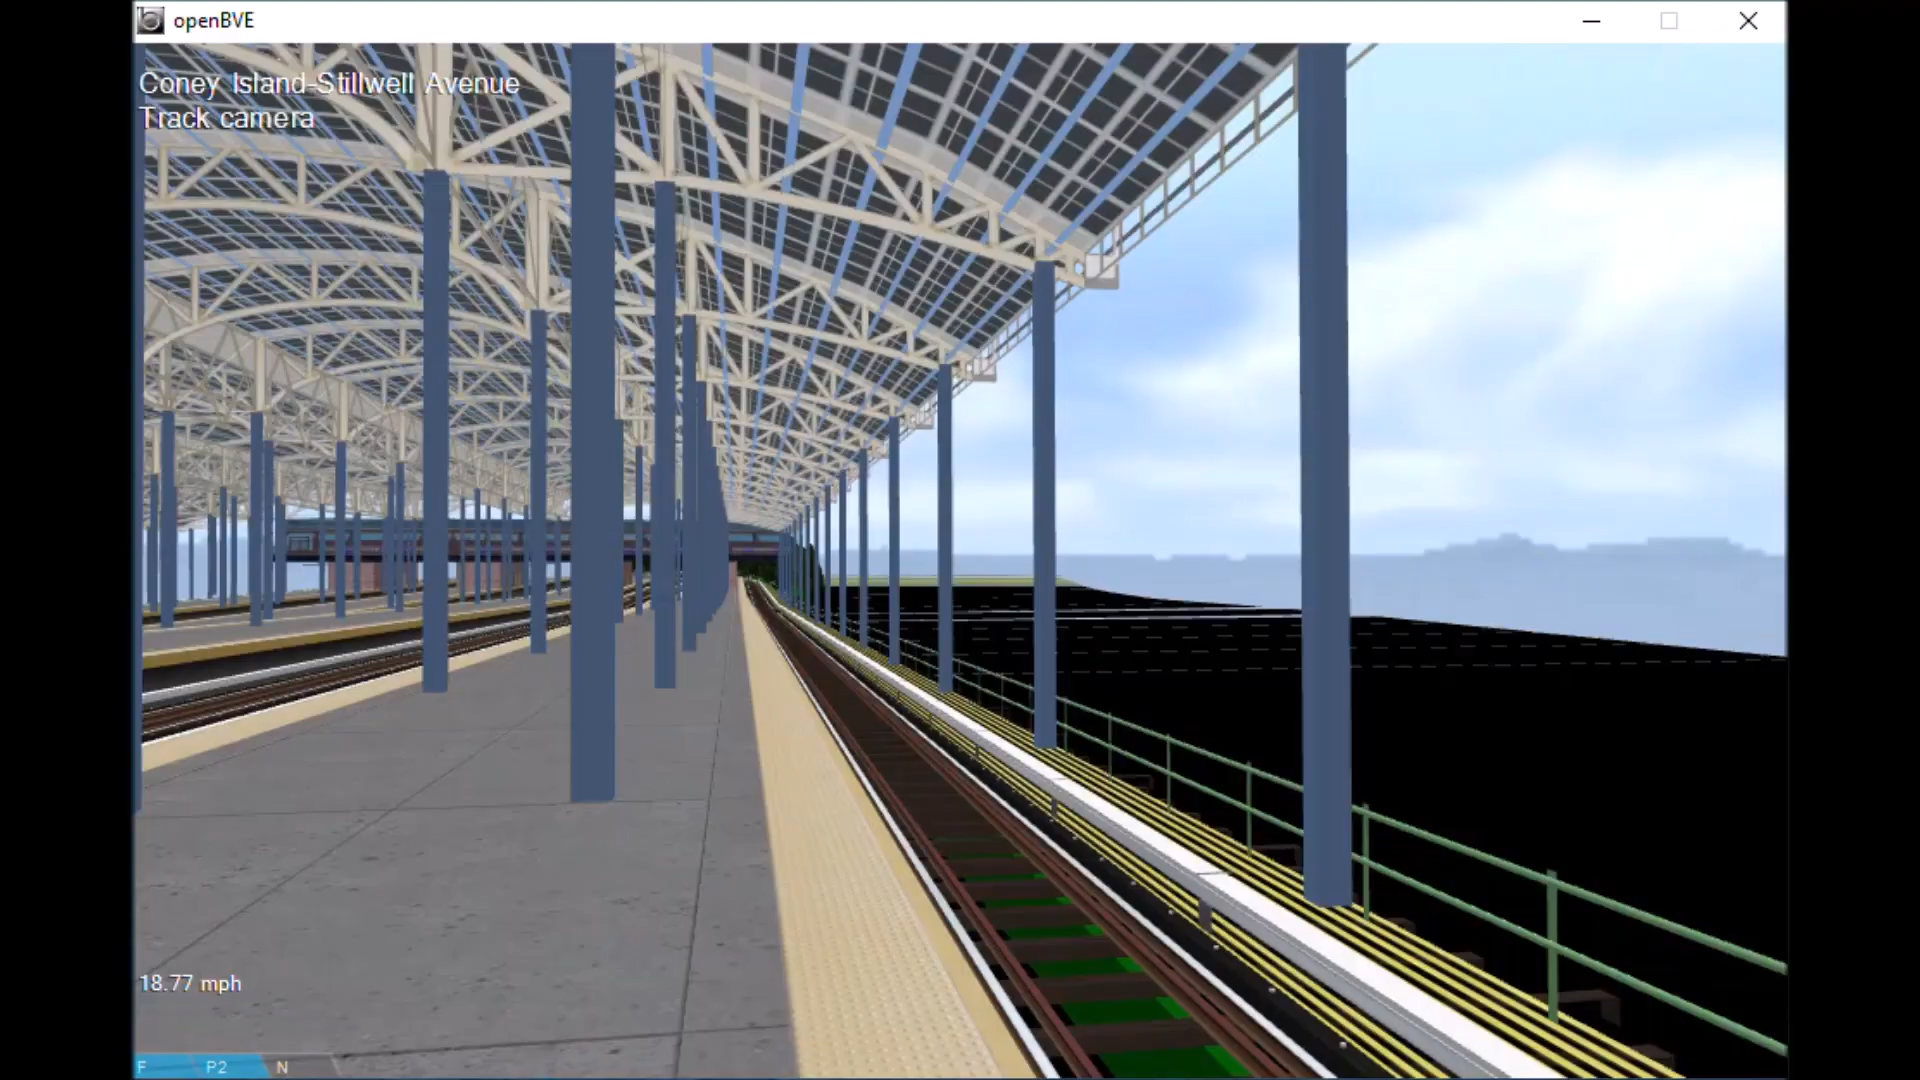 openBVE
Coney Island-Stillwell Avenue
Track camera
18.77 mph
F P2 N